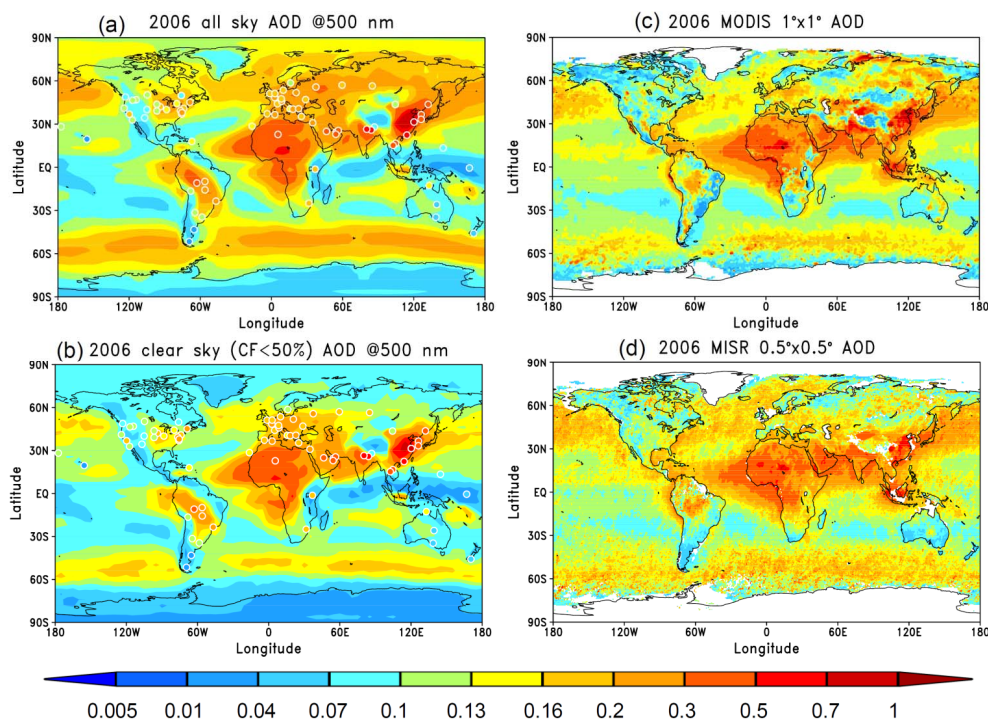 (a) 2006 all sky AOD @500 nm
90N
60N
30N
EQ
30S
60S
90S
Latitude
180 120W 60W 0 60E 120E 180
Longitude
(c) 2006 MODIS 1°x1° AOD
90N
60N
30N
EQ
30S
60S
90S
Latitude
180 120W 60W 0 60E 120E 180
Longitude
(b) 2006 clear sky (CF<50%) AOD @500 nm
90N
60N
30N
EQ
30S
60S
90S
Latitude
180 120W 60W 0 60E 120E 180
Longitude
(d) 2006 MISR 0.5°x0.5° AOD
90N
60N
30N
EQ
30S
60S
90S
Latitude
180 120W 60W 0 60E 120E 180
Longitude
0.005 0.01 0.04 0.07 0.1 0.13 0.16 0.2 0.3 0.5 0.7 1